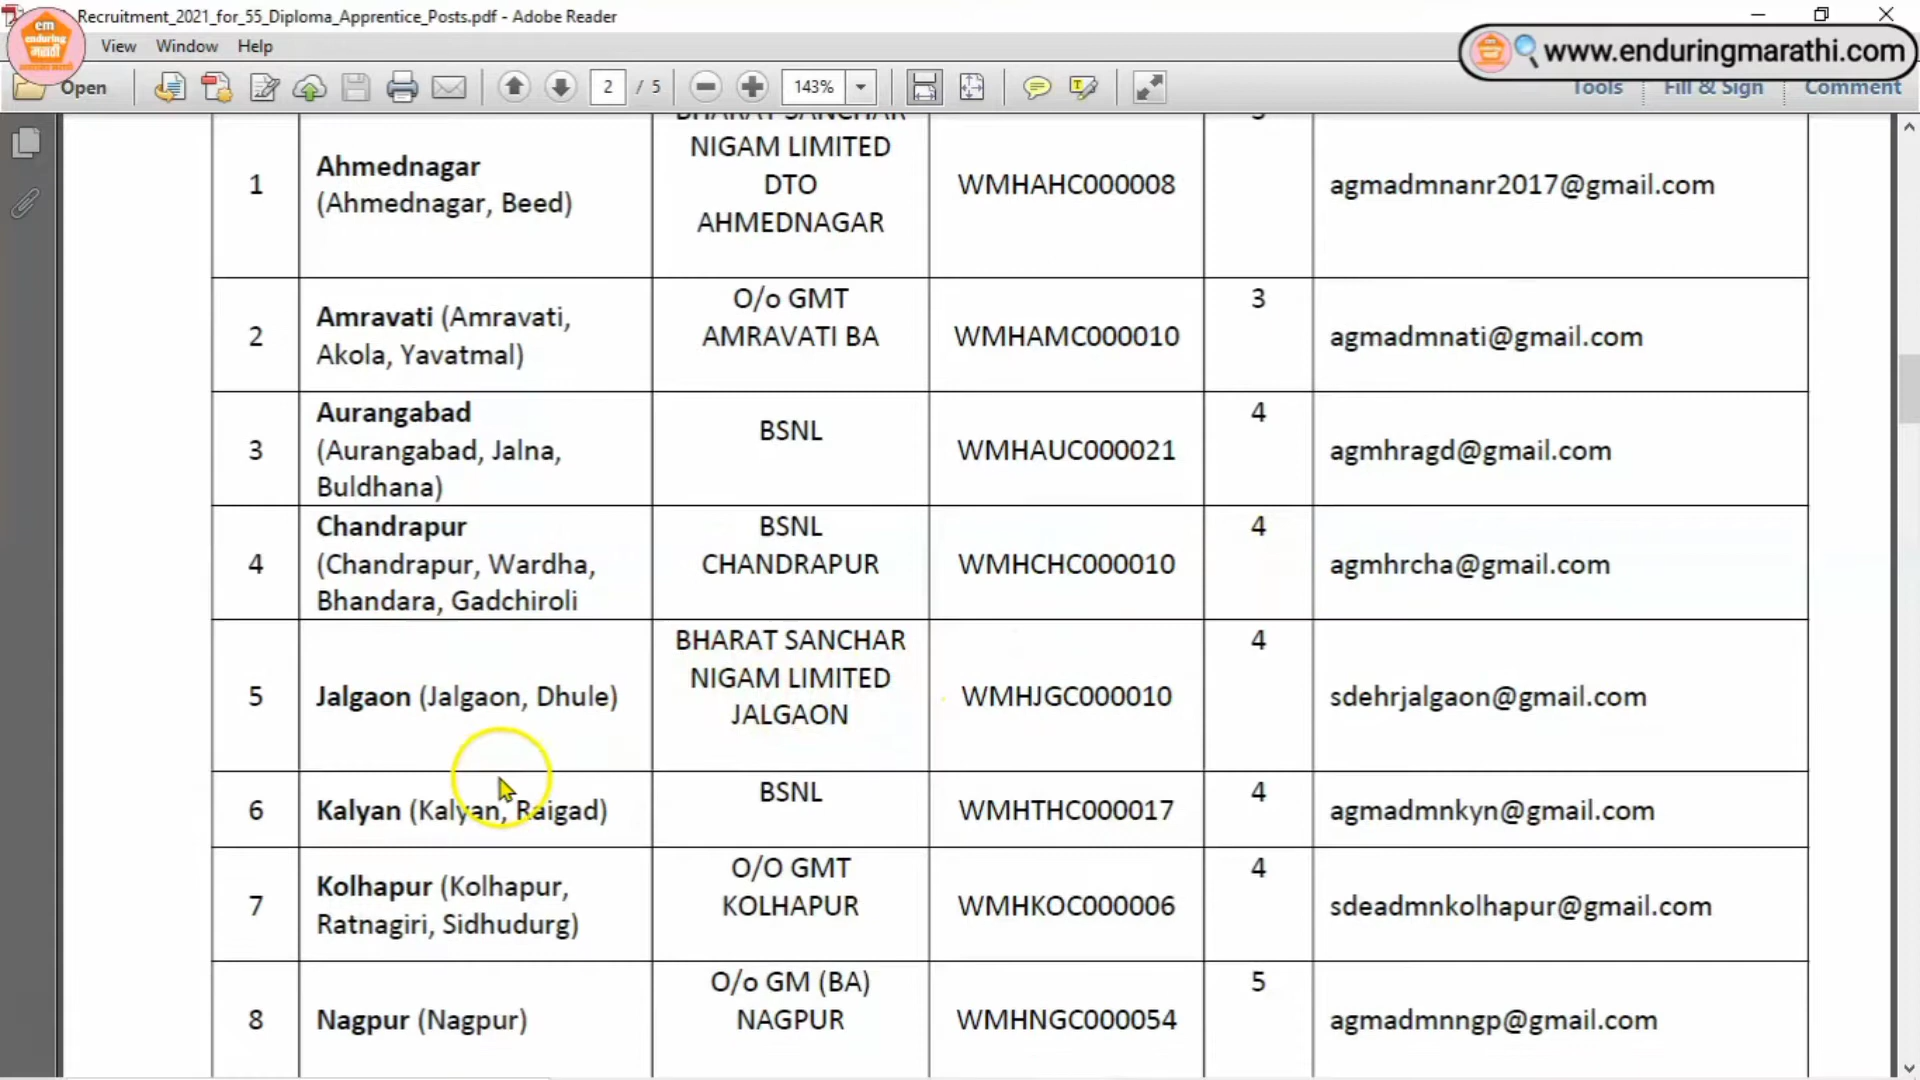 Recruitment_2021_for_55_Diploma_Apprentice_Posts.pdf - Adobe Reader
em
enduring
मराठी
View Window Help
www.enduringmarathi.com
Open 2 / 5 143% Tools Fill & Sign Comment
BHARAT SANCHAR
NIGAM LIMITED
DTO
AHMEDNAGAR
1 Ahmednagar
(Ahmednagar, Beed)
WMHAHC000008
agmadmnanr2017@gmail.com
2 Amravati (Amravati,
Akola, Yavatmal)
O/o GMT
AMRAVATI BA
WMHAMC000010
3
agmadmnati@gmail.com
3 Aurangabad
(Aurangabad, Jalna,
Buldhana)
BSNL
WMHAUC000021
4
agmhragd@gmail.com
4 Chandrapur
(Chandrapur, Wardha,
Bhandara, Gadchiroli
BSNL
CHANDRAPUR
WMHCHC000010
4
agmhrcha@gmail.com
5 Jalgaon (Jalgaon, Dhule)
BHARAT SANCHAR
NIGAM LIMITED
JALGAON
WMHJGC000010
4
sdehrjalgaon@gmail.com
6 Kalyan (Kalyan, Raigad)
BSNL
WMHTHC000017
4
agmadmnkyn@gmail.com
7 Kolhapur (Kolhapur,
Ratnagiri, Sidhudurg)
O/O GMT
KOLHAPUR
WMHKOC000006
4
sdeadmnkolhapur@gmail.com
8 Nagpur (Nagpur)
O/o GM (BA)
NAGPUR
WMHNGC000054
5
agmadmnngp@gmail.com